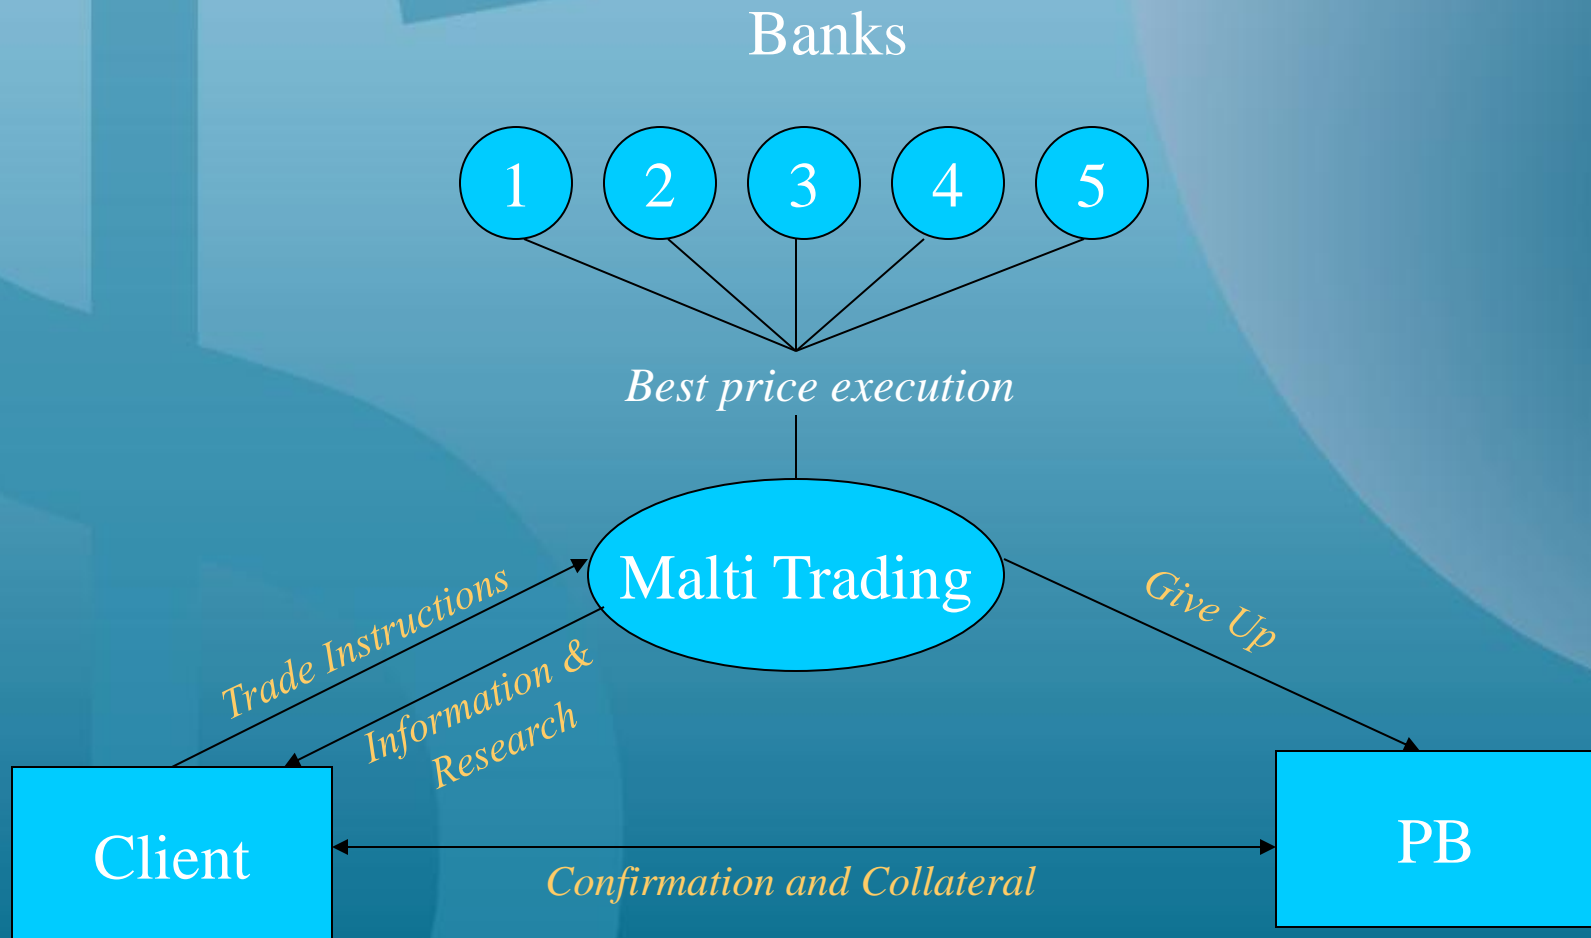 Banks
1 2 3 4 5
Best price execution
Malti Trading
Trade Instructions
Give Up
Information &
Research
Client
PB
Confirmation and Collateral